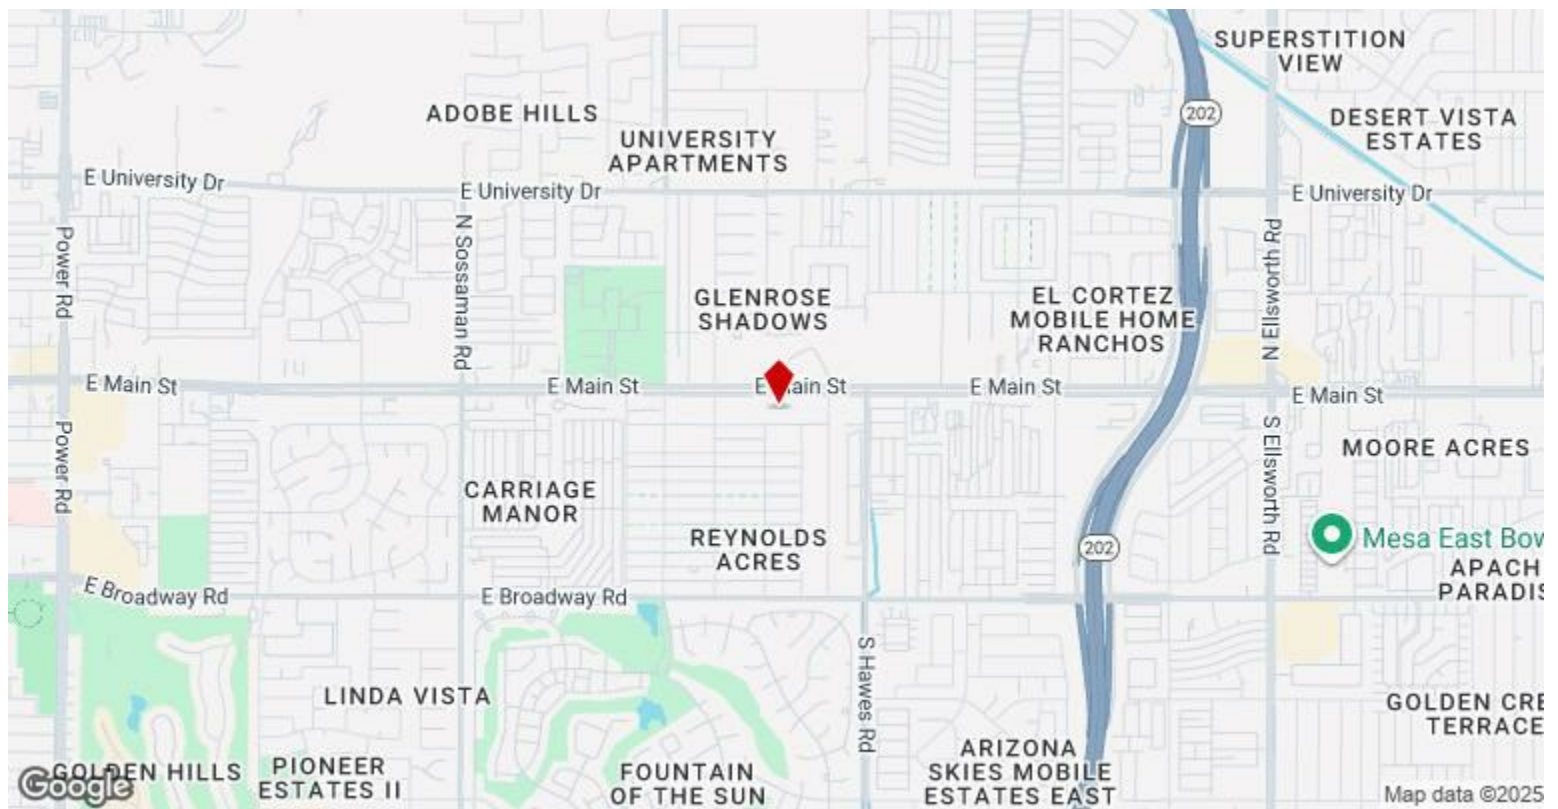 SUPERSTITION
VIEW
202
DESERT VISTA
ESTATES
ADOBE HILLS
UNIVERSITY
APARTMENTS
E University Dr
E University Dr
E University Dr
Power Rd
N Sossaman Rd
N Ellsworth Rd
GLENROSE
SHADOWS
EL CORTEZ
MOBILE HOME
RANCHOS
E Main St
E Main St
E Main St
E Main St
E Main St
Power Rd
S Ellsworth Rd
MOORE ACRES
CARRIAGE
MANOR
REYNOLDS
ACRES
202
Mesa East Bow
APACH
PARADIS
E Broadway Rd
E Broadway Rd
S Hawes Rd
LINDA VISTA
GOLDEN CRE
TERRACE
GOLDEN HILLS
PIONEER
ESTATES II
FOUNTAIN
OF THE SUN
ARIZONA
SKIES MOBILE
ESTATES EAST
Google
Map data ©2025